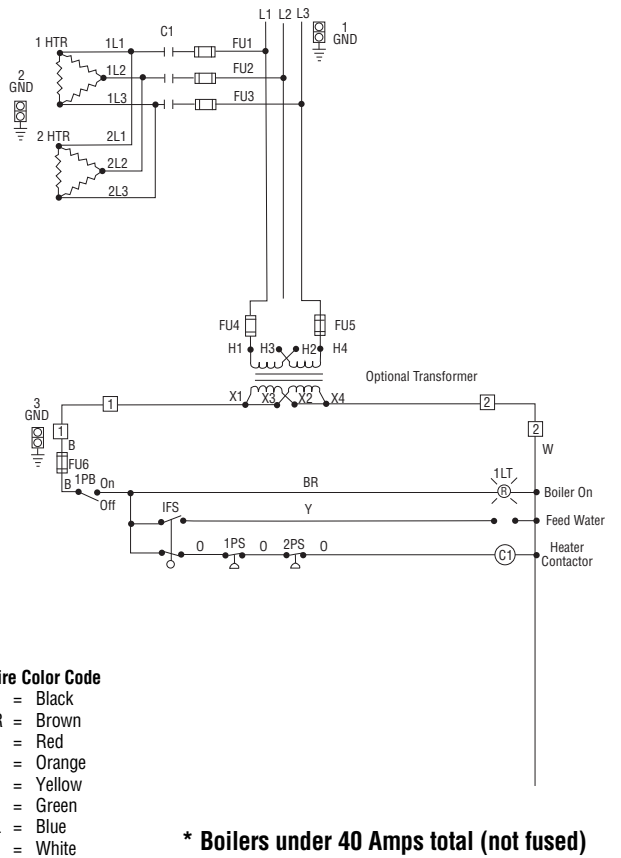 L1 L2 L3
1
GND
C1
1 HTR
1L1
FU1
1L2
FU2
2
GND
1L3
FU3
2 HTR
2L1
2L2
2L3
FU4
FU5
H1 H3 H2 H4
Optional Transformer
X1 X3 X2 X4
1
2
3
GND
1
2
B
W
FU6
B 1PB On
Off
BR
1LT
R
Boiler On
IFS
Y
Feed Water
O 1PS O 2PS O
C1
Heater
Contactor
ire Color Code
= Black
R = Brown
= Red
= Orange
= Yellow
= Green
= Blue
= White
* Boilers under 40 Amps total (not fused)